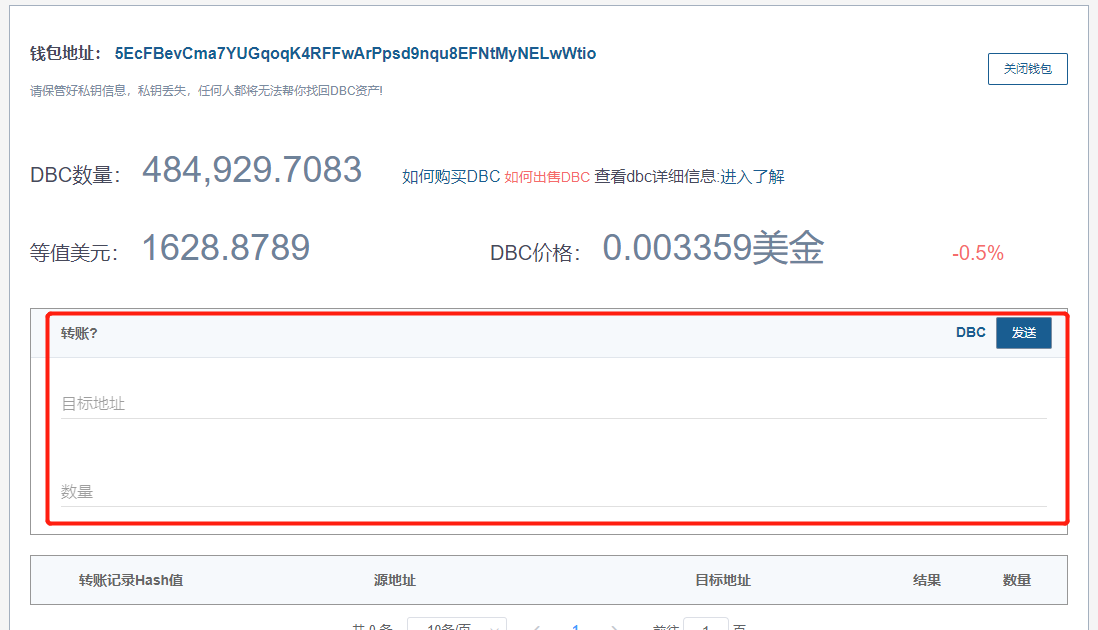 钱包地址： 5EcFBevCma7YUGqoqK4RFFwArPpsd9nqu8EFNtMyNELwWtio
关闭钱包
请保管好私钥信息，私钥丢失，任何人都将无法帮你找回DBC资产!
DBC数量： 484,929.7083 如何购买DBC 如何出售DBC 查看dbc详细信息:进入了解
等值美元： 1628.8789 DBC价格： 0.003359美金 -0.5%
转账? DBC 发送
目标地址
数量
转账记录Hash值 源地址 目标地址 结果 数量
共 0 条 10条/页 1 前往 1 页